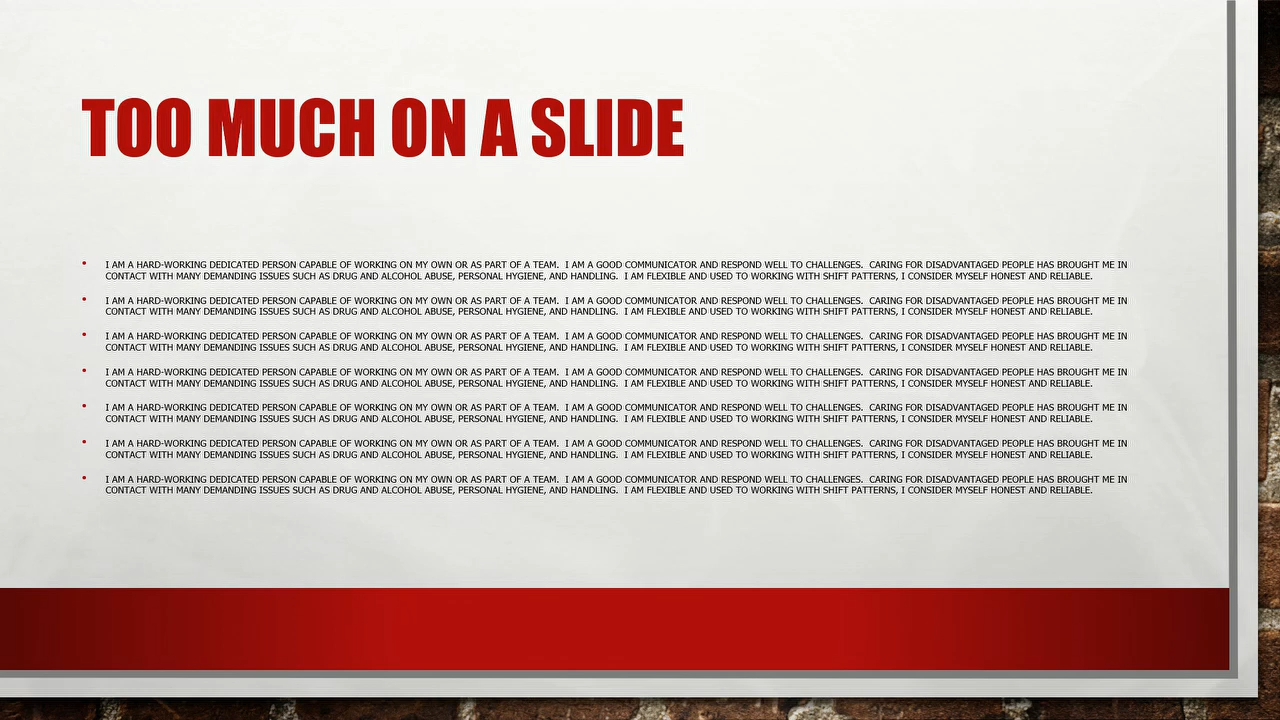 TOO MUCH ON A SLIDE
• I AM A HARD-WORKING DEDICATED PERSON CAPABLE OF WORKING ON MY OWN OR AS PART OF A TEAM.  I AM A GOOD COMMUNICATOR AND RESPOND WELL TO CHALLENGES.  CARING FOR DISADVANTAGED PEOPLE HAS BROUGHT ME IN
CONTACT WITH MANY DEMANDING ISSUES SUCH AS DRUG AND ALCOHOL ABUSE, PERSONAL HYGIENE, AND HANDLING.  I AM FLEXIBLE AND USED TO WORKING WITH SHIFT PATTERNS, I CONSIDER MYSELF HONEST AND RELIABLE.
• I AM A HARD-WORKING DEDICATED PERSON CAPABLE OF WORKING ON MY OWN OR AS PART OF A TEAM.  I AM A GOOD COMMUNICATOR AND RESPOND WELL TO CHALLENGES.  CARING FOR DISADVANTAGED PEOPLE HAS BROUGHT ME IN
CONTACT WITH MANY DEMANDING ISSUES SUCH AS DRUG AND ALCOHOL ABUSE, PERSONAL HYGIENE, AND HANDLING.  I AM FLEXIBLE AND USED TO WORKING WITH SHIFT PATTERNS, I CONSIDER MYSELF HONEST AND RELIABLE.
• I AM A HARD-WORKING DEDICATED PERSON CAPABLE OF WORKING ON MY OWN OR AS PART OF A TEAM.  I AM A GOOD COMMUNICATOR AND RESPOND WELL TO CHALLENGES.  CARING FOR DISADVANTAGED PEOPLE HAS BROUGHT ME IN
CONTACT WITH MANY DEMANDING ISSUES SUCH AS DRUG AND ALCOHOL ABUSE, PERSONAL HYGIENE, AND HANDLING.  I AM FLEXIBLE AND USED TO WORKING WITH SHIFT PATTERNS, I CONSIDER MYSELF HONEST AND RELIABLE.
• I AM A HARD-WORKING DEDICATED PERSON CAPABLE OF WORKING ON MY OWN OR AS PART OF A TEAM.  I AM A GOOD COMMUNICATOR AND RESPOND WELL TO CHALLENGES.  CARING FOR DISADVANTAGED PEOPLE HAS BROUGHT ME IN
CONTACT WITH MANY DEMANDING ISSUES SUCH AS DRUG AND ALCOHOL ABUSE, PERSONAL HYGIENE, AND HANDLING.  I AM FLEXIBLE AND USED TO WORKING WITH SHIFT PATTERNS, I CONSIDER MYSELF HONEST AND RELIABLE.
• I AM A HARD-WORKING DEDICATED PERSON CAPABLE OF WORKING ON MY OWN OR AS PART OF A TEAM.  I AM A GOOD COMMUNICATOR AND RESPOND WELL TO CHALLENGES.  CARING FOR DISADVANTAGED PEOPLE HAS BROUGHT ME IN
CONTACT WITH MANY DEMANDING ISSUES SUCH AS DRUG AND ALCOHOL ABUSE, PERSONAL HYGIENE, AND HANDLING.  I AM FLEXIBLE AND USED TO WORKING WITH SHIFT PATTERNS, I CONSIDER MYSELF HONEST AND RELIABLE.
• I AM A HARD-WORKING DEDICATED PERSON CAPABLE OF WORKING ON MY OWN OR AS PART OF A TEAM.  I AM A GOOD COMMUNICATOR AND RESPOND WELL TO CHALLENGES.  CARING FOR DISADVANTAGED PEOPLE HAS BROUGHT ME IN
CONTACT WITH MANY DEMANDING ISSUES SUCH AS DRUG AND ALCOHOL ABUSE, PERSONAL HYGIENE, AND HANDLING.  I AM FLEXIBLE AND USED TO WORKING WITH SHIFT PATTERNS, I CONSIDER MYSELF HONEST AND RELIABLE.
• I AM A HARD-WORKING DEDICATED PERSON CAPABLE OF WORKING ON MY OWN OR AS PART OF A TEAM.  I AM A GOOD COMMUNICATOR AND RESPOND WELL TO CHALLENGES.  CARING FOR DISADVANTAGED PEOPLE HAS BROUGHT ME IN
CONTACT WITH MANY DEMANDING ISSUES SUCH AS DRUG AND ALCOHOL ABUSE, PERSONAL HYGIENE, AND HANDLING.  I AM FLEXIBLE AND USED TO WORKING WITH SHIFT PATTERNS, I CONSIDER MYSELF HONEST AND RELIABLE.